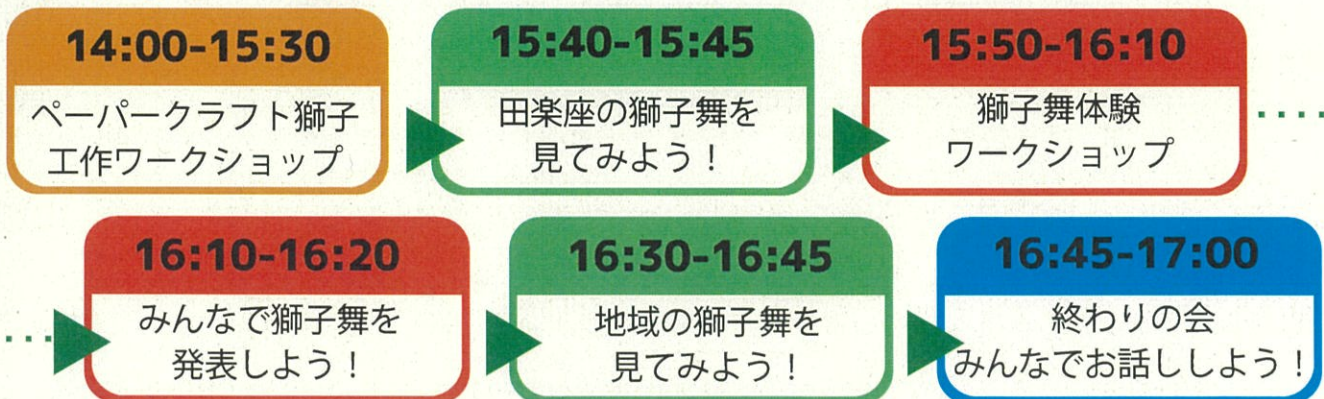 14:00-15:30
ペーパークラフト獅子
工作ワークショップ
15:40-15:45
田楽座の獅子舞を
見てみよう！
15:50-16:10
獅子舞体験
ワークショップ
16:10-16:20
みんなで獅子舞を
発表しよう！
16:30-16:45
地域の獅子舞を
見てみよう！
16:45-17:00
終わりの会
みんなでお話ししよう！